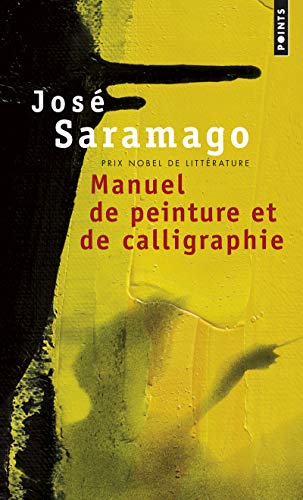 POINTS
José
Saramago
PRIX NOBEL DE LITTÉRATURE
Manuel
de peinture et
de calligraphie